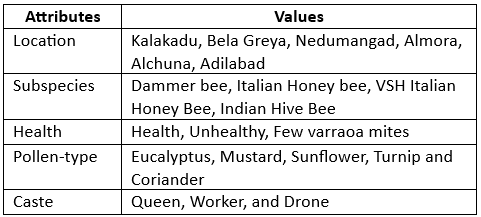 Attributes Values
Location Kalakadu, Bela Greya, Nedumangad, Almora,
Alchuna, Adilabad
Subspecies Dammer bee, Italian Honey bee, VSH Italian
Honey Bee, Indian Hive Bee
Health Health, Unhealthy, Few varraoa mites
Pollen-type Eucalyptus, Mustard, Sunflower, Turnip and
Coriander
Caste Queen, Worker, and Drone